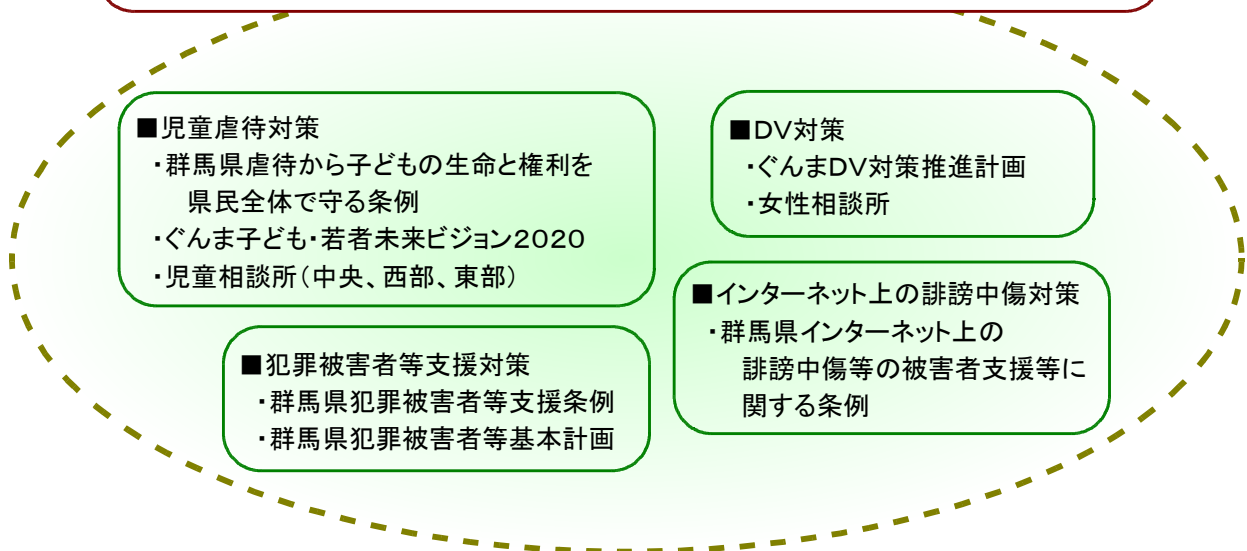 ■児童虐待対策
・群馬県虐待から子どもの生命と権利を
県民全体で守る条例
・ぐんま子ども・若者未来ビジョン2020
・児童相談所(中央、西部、東部)
■DV対策
・ぐんまDV対策推進計画
・女性相談所
■犯罪被害者等支援対策
・群馬県犯罪被害者等支援条例
・群馬県犯罪被害者等基本計画
■インターネット上の誹謗中傷対策
・群馬県インターネット上の
誹謗中傷等の被害者支援等に
関する条例